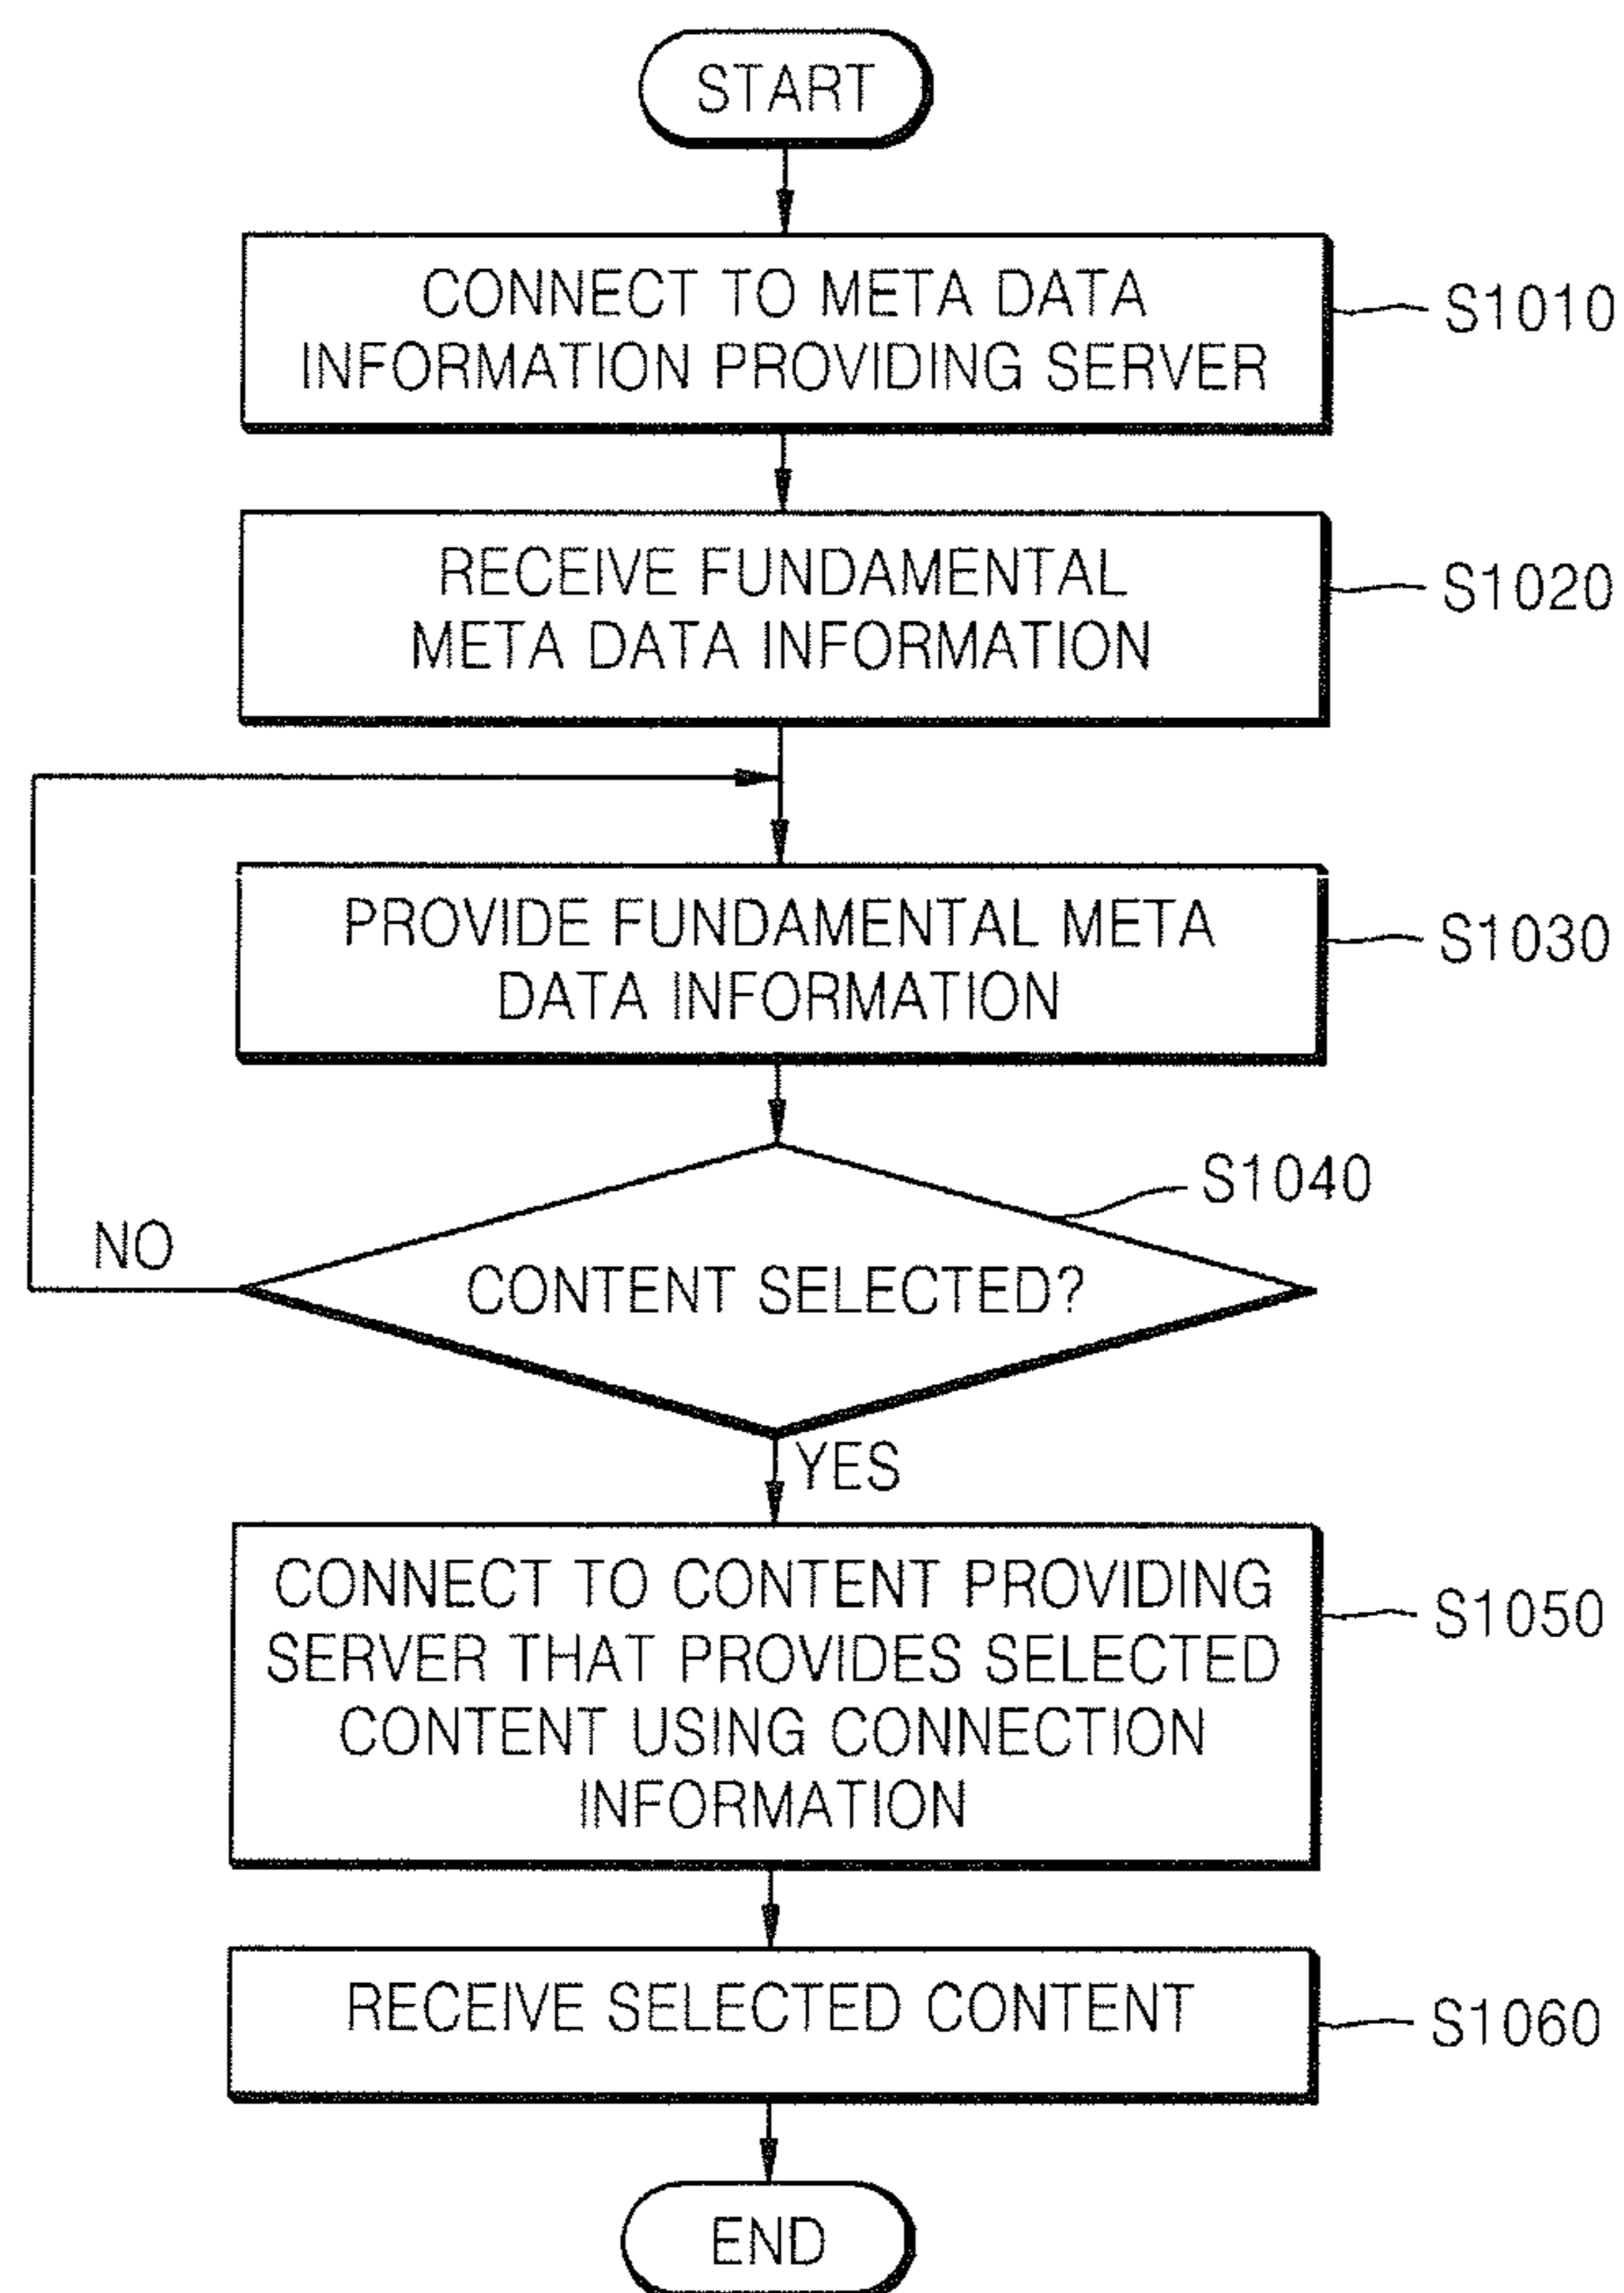 START
CONNECT TO META DATA
INFORMATION PROVIDING SERVER
S1010
RECEIVE FUNDAMENTAL
META DATA INFORMATION
S1020
PROVIDE FUNDAMENTAL META
DATA INFORMATION
S1030
S1040
NO
CONTENT SELECTED?
YES
CONNECT TO CONTENT PROVIDING
SERVER THAT PROVIDES SELECTED
CONTENT USING CONNECTION
INFORMATION
S1050
RECEIVE SELECTED CONTENT
S1060
END